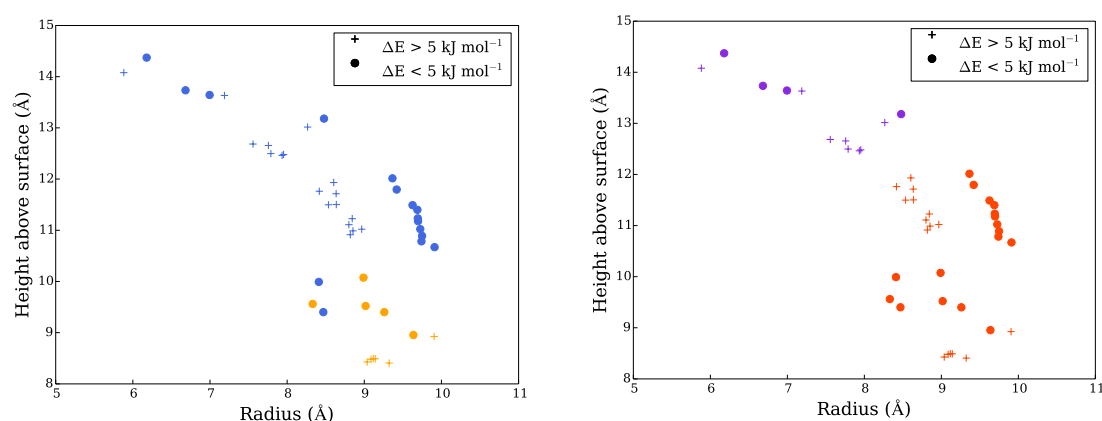 15
14
13
12
11
10
9
8
Height above surface (Å)
ΔE > 5 kJ mol⁻¹
ΔE < 5 kJ mol⁻¹
5 6 7 8 9 10 11
Radius (Å)
15
14
13
12
11
10
9
8
Height above surface (Å)
ΔE > 5 kJ mol⁻¹
ΔE < 5 kJ mol⁻¹
5 6 7 8 9 10 11
Radius (Å)